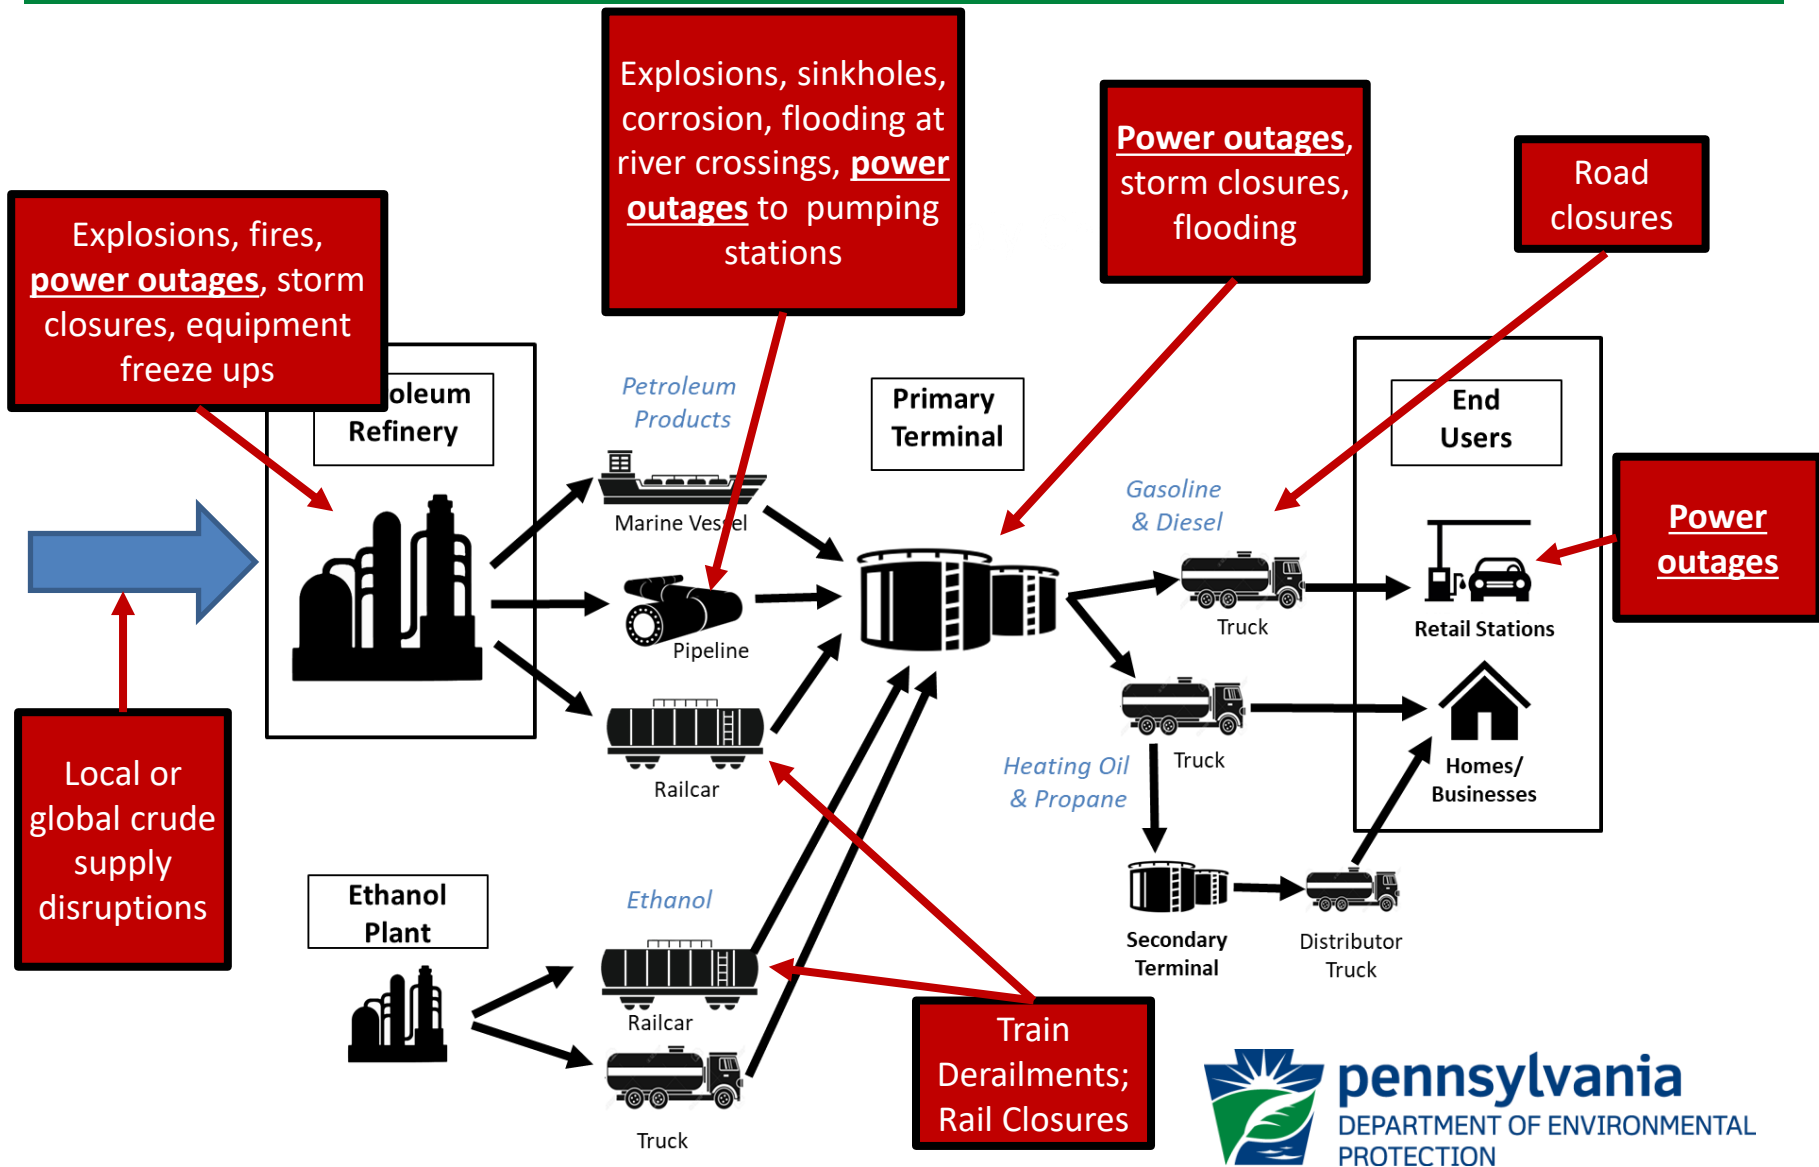 Explosions, sinkholes,
corrosion, flooding at
river crossings, power
outages to pumping
stations
Power outages,
storm closures,
flooding
Road
closures
Explosions, fires,
power outages, storm
closures, equipment
freeze ups
oleum
Refinery
Petroleum
Products
Primary
Terminal
End
Users
Marine Vessel
Gasoline
& Diesel
Power
outages
Pipeline
Truck
Retail Stations
Railcar
Heating Oil
& Propane
Truck
Homes/
Businesses
Local or
global crude
supply
disruptions
Ethanol
Plant
Ethanol
Secondary
Terminal
Distributor
Truck
Railcar
Truck
Train
Derailments;
Rail Closures
pennsylvania
DEPARTMENT OF ENVIRONMENTAL
PROTECTION